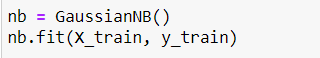 nb = GaussianNB()
nb.fit(X_train, y_train)